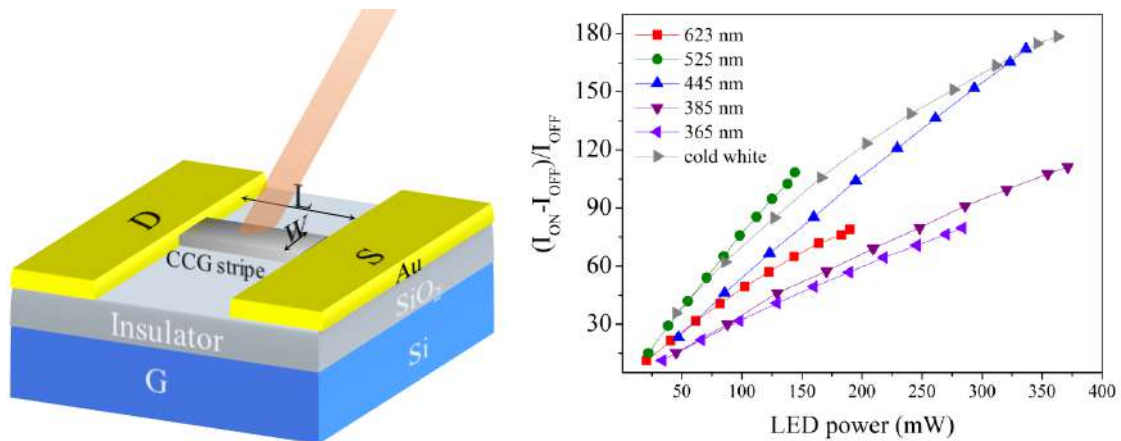 D
L
W
S
CCG stripe
Au
SiO2
Insulator
Si
G
(I_ON-I_OFF)/I_OFF
180
150
120
90
60
30
623 nm
525 nm
445 nm
385 nm
365 nm
cold white
50 100 150 200 250 300 350 400
LED power (mW)